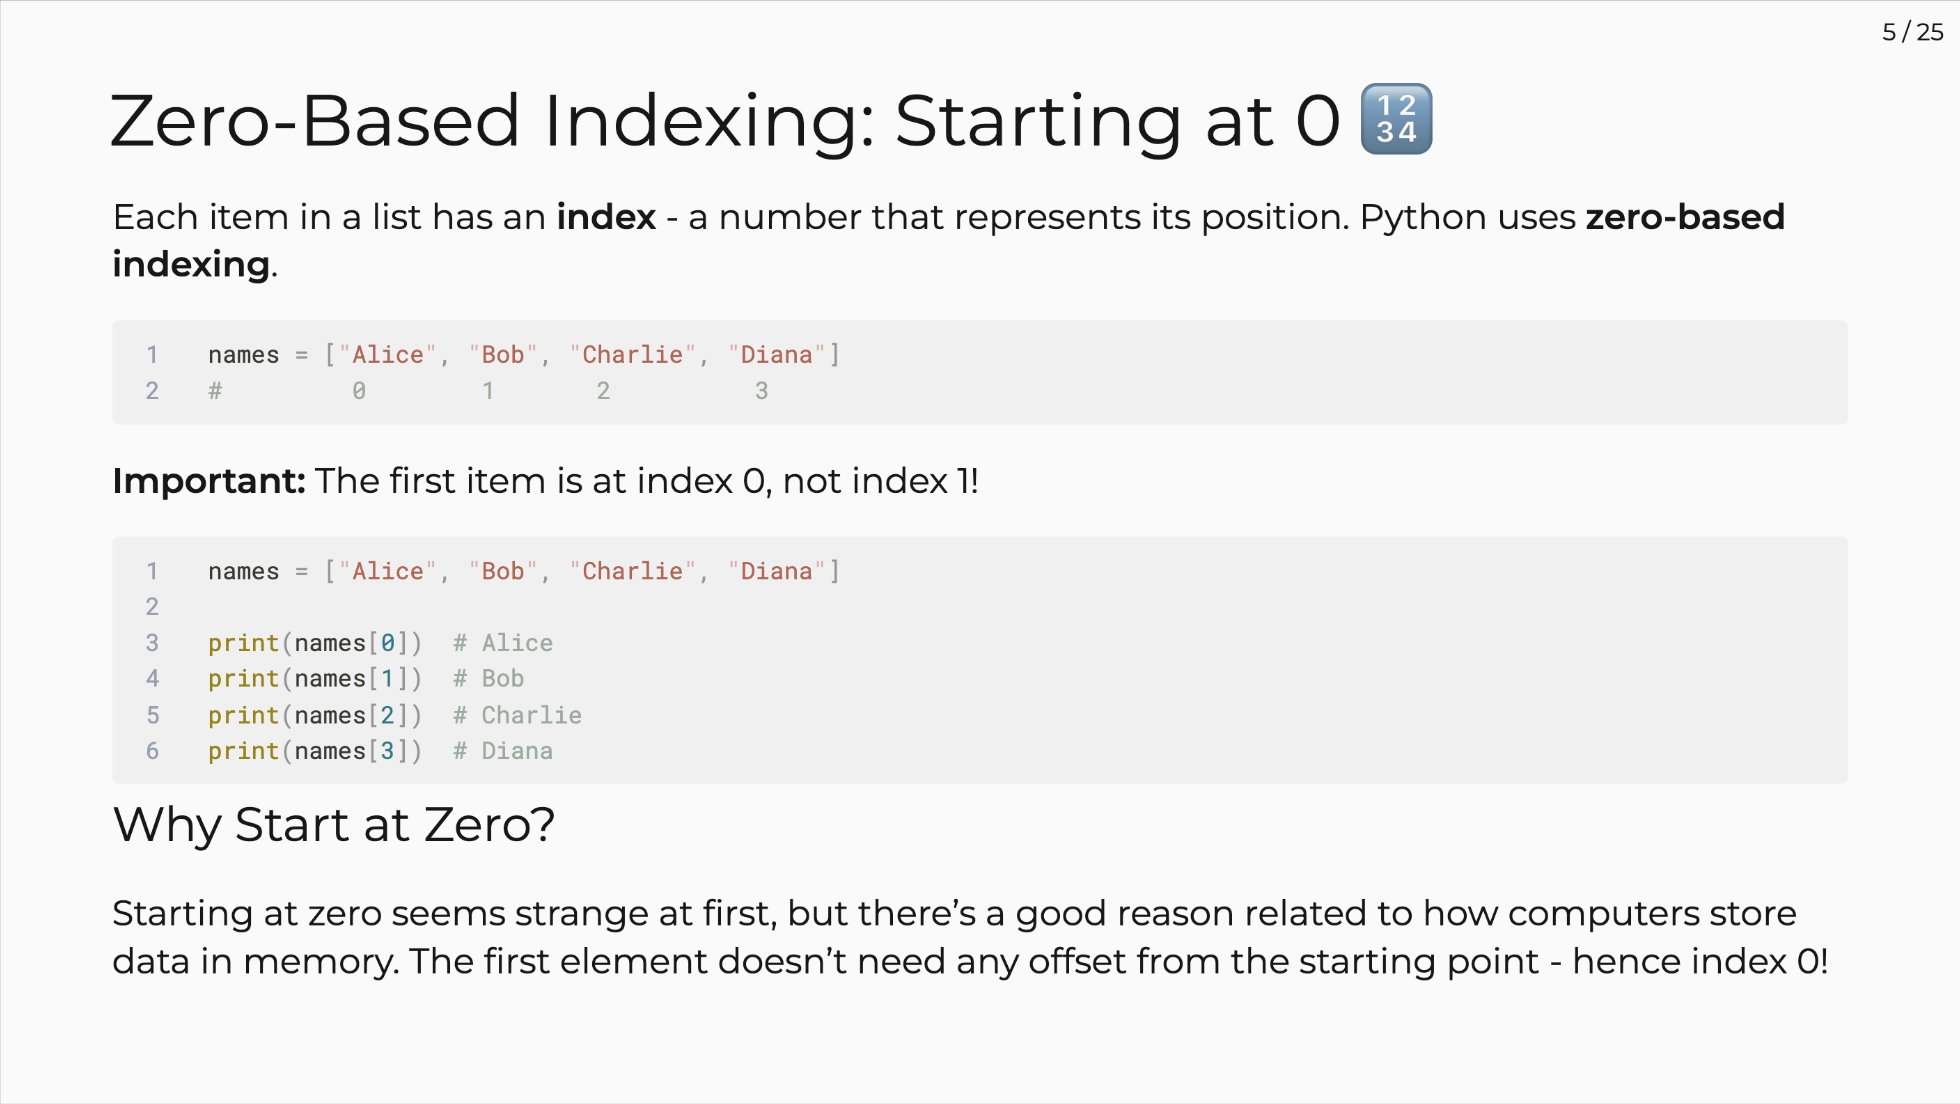 5 / 25
Zero-Based Indexing: Starting at 0 🔢
Each item in a list has an index - a number that represents its position. Python uses zero-based
indexing.
1 names = ["Alice", "Bob", "Charlie", "Diana"]
2 #         0        1       2          3
Important: The first item is at index 0, not index 1!
1 names = ["Alice", "Bob", "Charlie", "Diana"]
2
3 print(names[0])  # Alice
4 print(names[1])  # Bob
5 print(names[2])  # Charlie
6 print(names[3])  # Diana
Why Start at Zero?
Starting at zero seems strange at first, but there’s a good reason related to how computers store
data in memory. The first element doesn’t need any offset from the starting point - hence index 0!